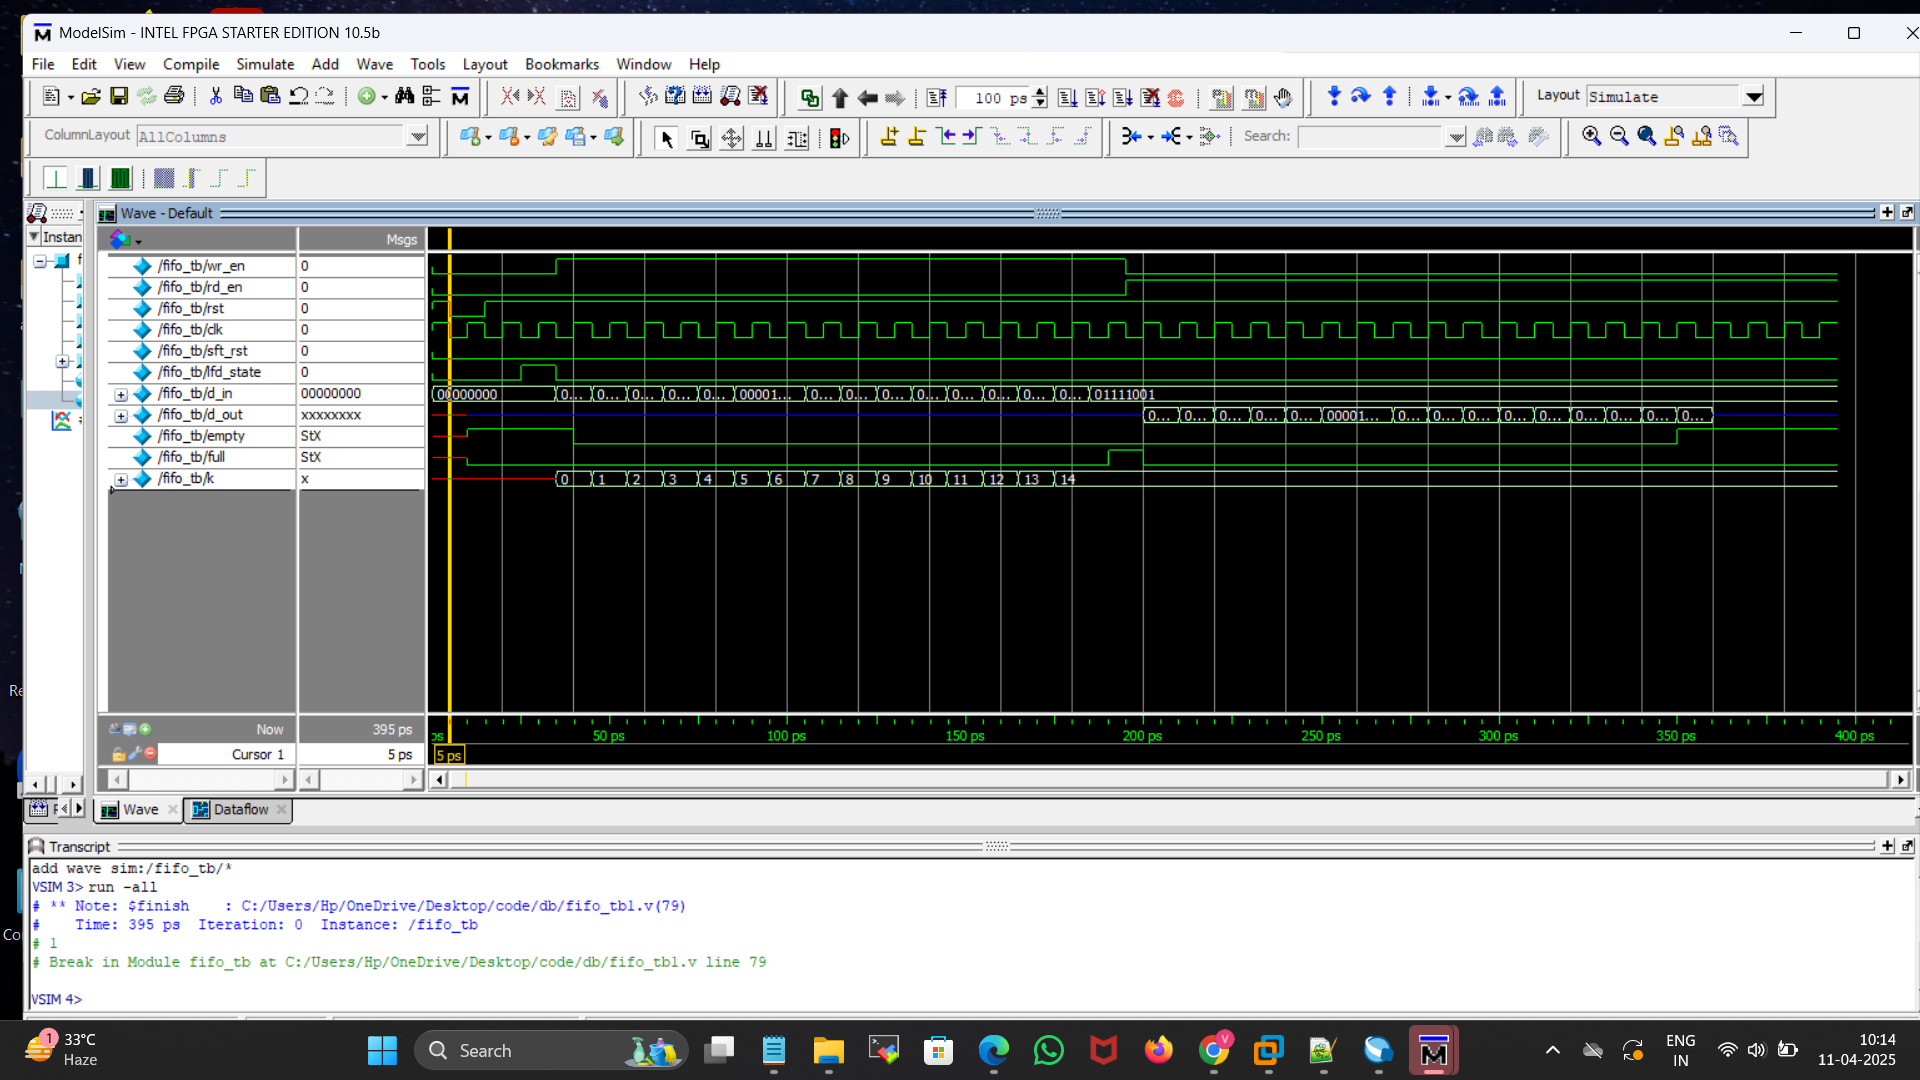 ModelSim - INTEL FPGA STARTER EDITION 10.5b
File Edit View Compile Simulate Add Wave Tools Layout Bookmarks Window Help
100 ps
Layout Simulate
ColumnLayout AllColumns
Search:
Instan
Wave - Default
Msgs
/fifo_tb/wr_en 0
/fifo_tb/rd_en 0
/fifo_tb/rst 0
/fifo_tb/clk 0
/fifo_tb/sft_rst 0
/fifo_tb/lfd_state 0
/fifo_tb/d_in 00000000 00000000 0... 0... 0... 0... 0... 00001... 0... 0... 0... 0... 0... 0... 0... 0... 01111001
/fifo_tb/d_out xxxxxxxx 0... 0... 0... 0... 0... 00001... 0... 0... 0... 0... 0... 0... 0... 0... 0...
/fifo_tb/empty StX
/fifo_tb/full StX
/fifo_tb/k x 0 1 2 3 4 5 6 7 8 9 10 11 12 13 14
Now 395 ps ps 50 ps 100 ps 150 ps 200 ps 250 ps 300 ps 350 ps 400 ps
Cursor 1 5 ps 5 ps
Wave Dataflow
Transcript
add wave sim:/fifo_tb/*
VSIM 3> run -all
# ** Note: $finish    : C:/Users/Hp/OneDrive/Desktop/code/db/fifo_tb1.v(79)
#    Time: 395 ps  Iteration: 0  Instance: /fifo_tb
# 1
# Break in Module fifo_tb at C:/Users/Hp/OneDrive/Desktop/code/db/fifo_tb1.v line 79
VSIM 4>
Re
Co
1
33°C
Haze
Search
V
ENG
IN
10:14
11-04-2025